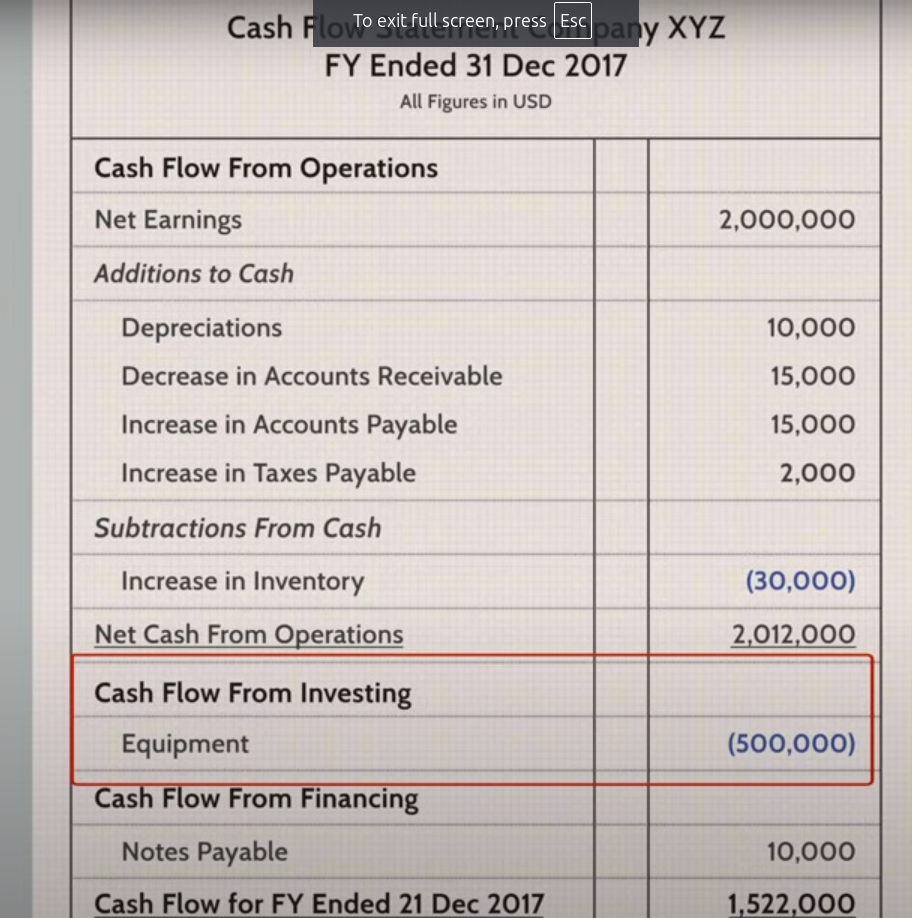 To exit full screen, press Esc
Cash Flow Statement Company XYZ
FY Ended 31 Dec 2017
All Figures in USD
Cash Flow From Operations
Net Earnings 2,000,000
Additions to Cash
Depreciations 10,000
Decrease in Accounts Receivable 15,000
Increase in Accounts Payable 15,000
Increase in Taxes Payable 2,000
Subtractions From Cash
Increase in Inventory (30,000)
Net Cash From Operations 2,012,000
Cash Flow From Investing
Equipment (500,000)
Cash Flow From Financing
Notes Payable 10,000
Cash Flow for FY Ended 21 Dec 2017 1,522,000